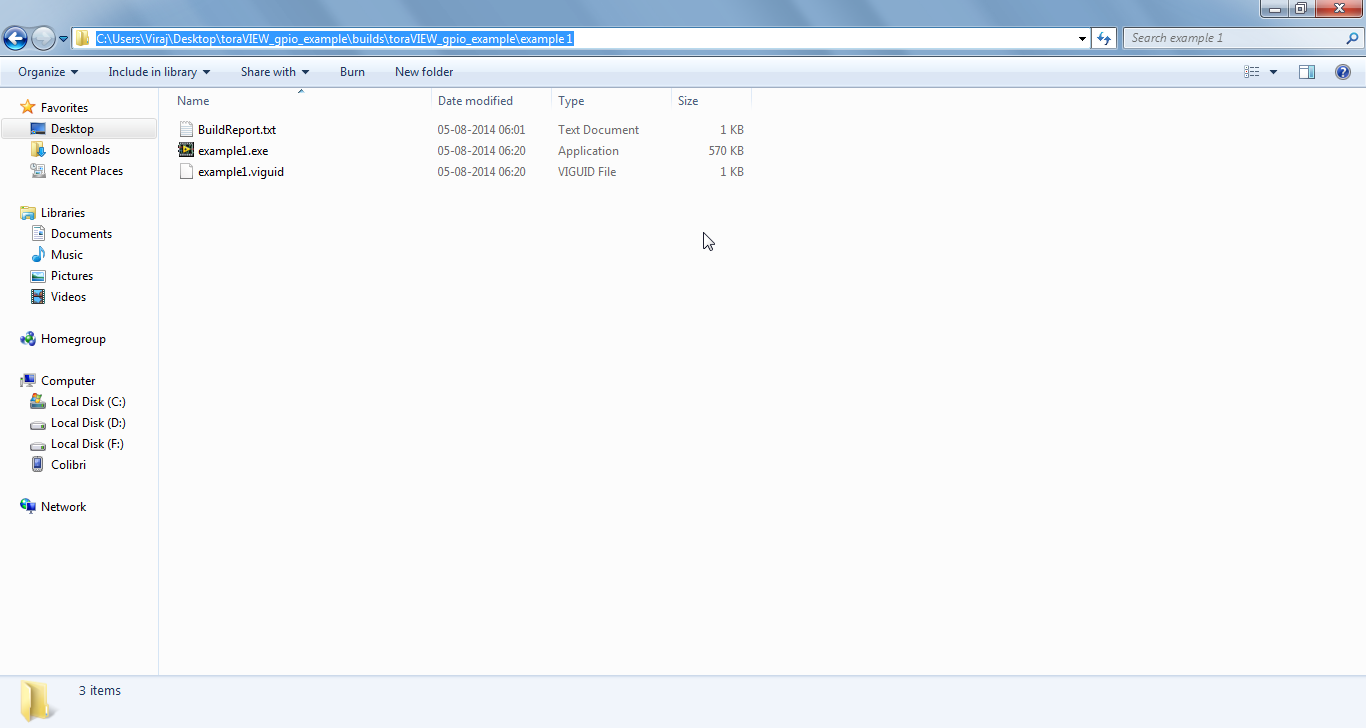 C:\Users\Viraj\Desktop\toraVIEW_gpio_example\builds\toraVIEW_gpio_example\example 1
Search example 1
Organize Include in library Share with Burn New folder
Name Date modified Type Size
BuildReport.txt 05-08-2014 06:01 Text Document 1 KB
example1.exe 05-08-2014 06:20 Application 570 KB
example1.viguid 05-08-2014 06:20 VIGUID File 1 KB
Favorites
Desktop
Downloads
Recent Places
Libraries
Documents
Music
Pictures
Videos
Homegroup
Computer
Local Disk (C:)
Local Disk (D:)
Local Disk (F:)
Colibri
Network
3 items